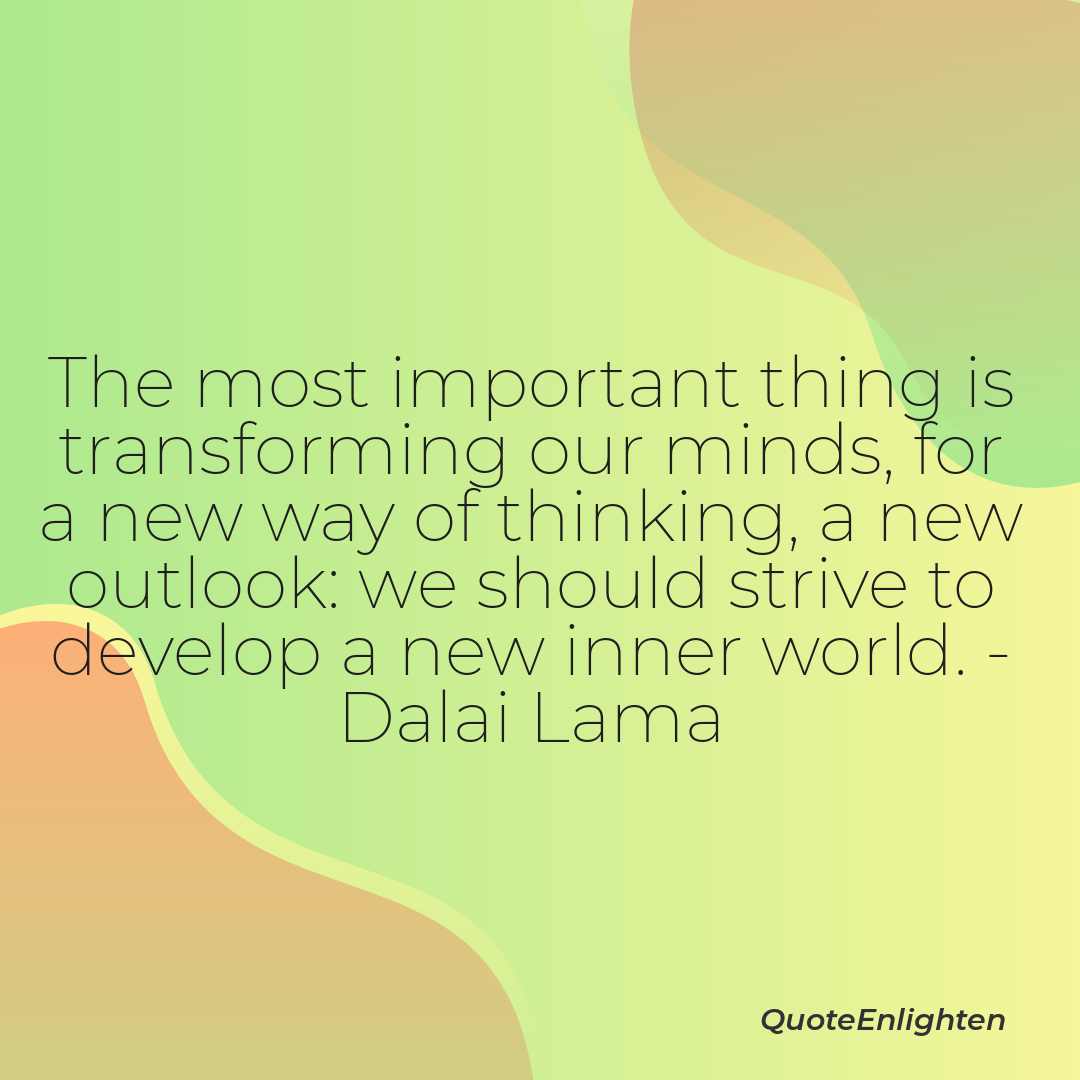 The most important thing is
transforming our minds, for
a new way of thinking, a new
outlook: we should strive to
develop a new inner world. -
Dalai Lama
QuoteEnlighten